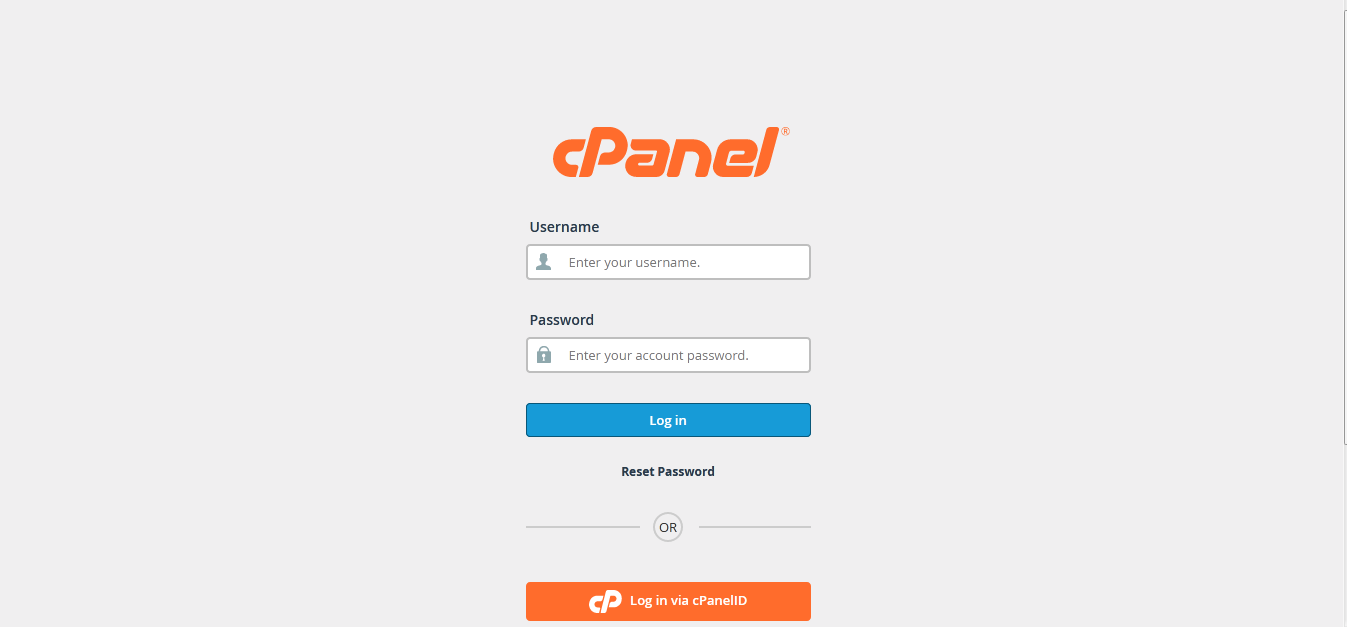 cPanel®
Username
Enter your username.
Password
Enter your account password.
Log in
Reset Password
OR
cP Log in via cPanelID